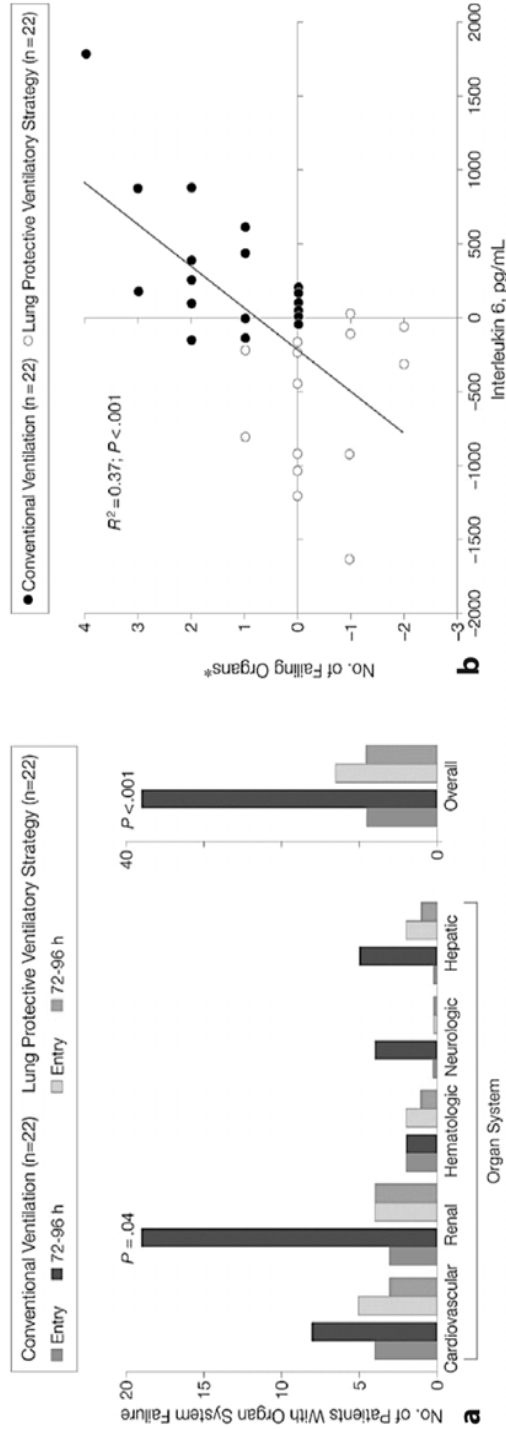 Conventional Ventilation (n=22) Lung Protective Ventilatory Strategy (n=22)
Entry 72-96 h Entry 72-96 h
No. of Patients With Organ System Failure
20
15
10
5
0
P=.04
Cardiovascular Renal Hematologic Neurologic Hepatic
Organ System
40
0
P<.001
Overall
a
Conventional Ventilation (n=22) Lung Protective Ventilatory Strategy (n=22)
No. of Failing Organs*
4
3
2
1
0
−1
−2
−3
R²=0.37; P<.001
−2000 −1500 −1000 −500 0 500 1000 1500 2000
Interleukin 6, pg/mL
b